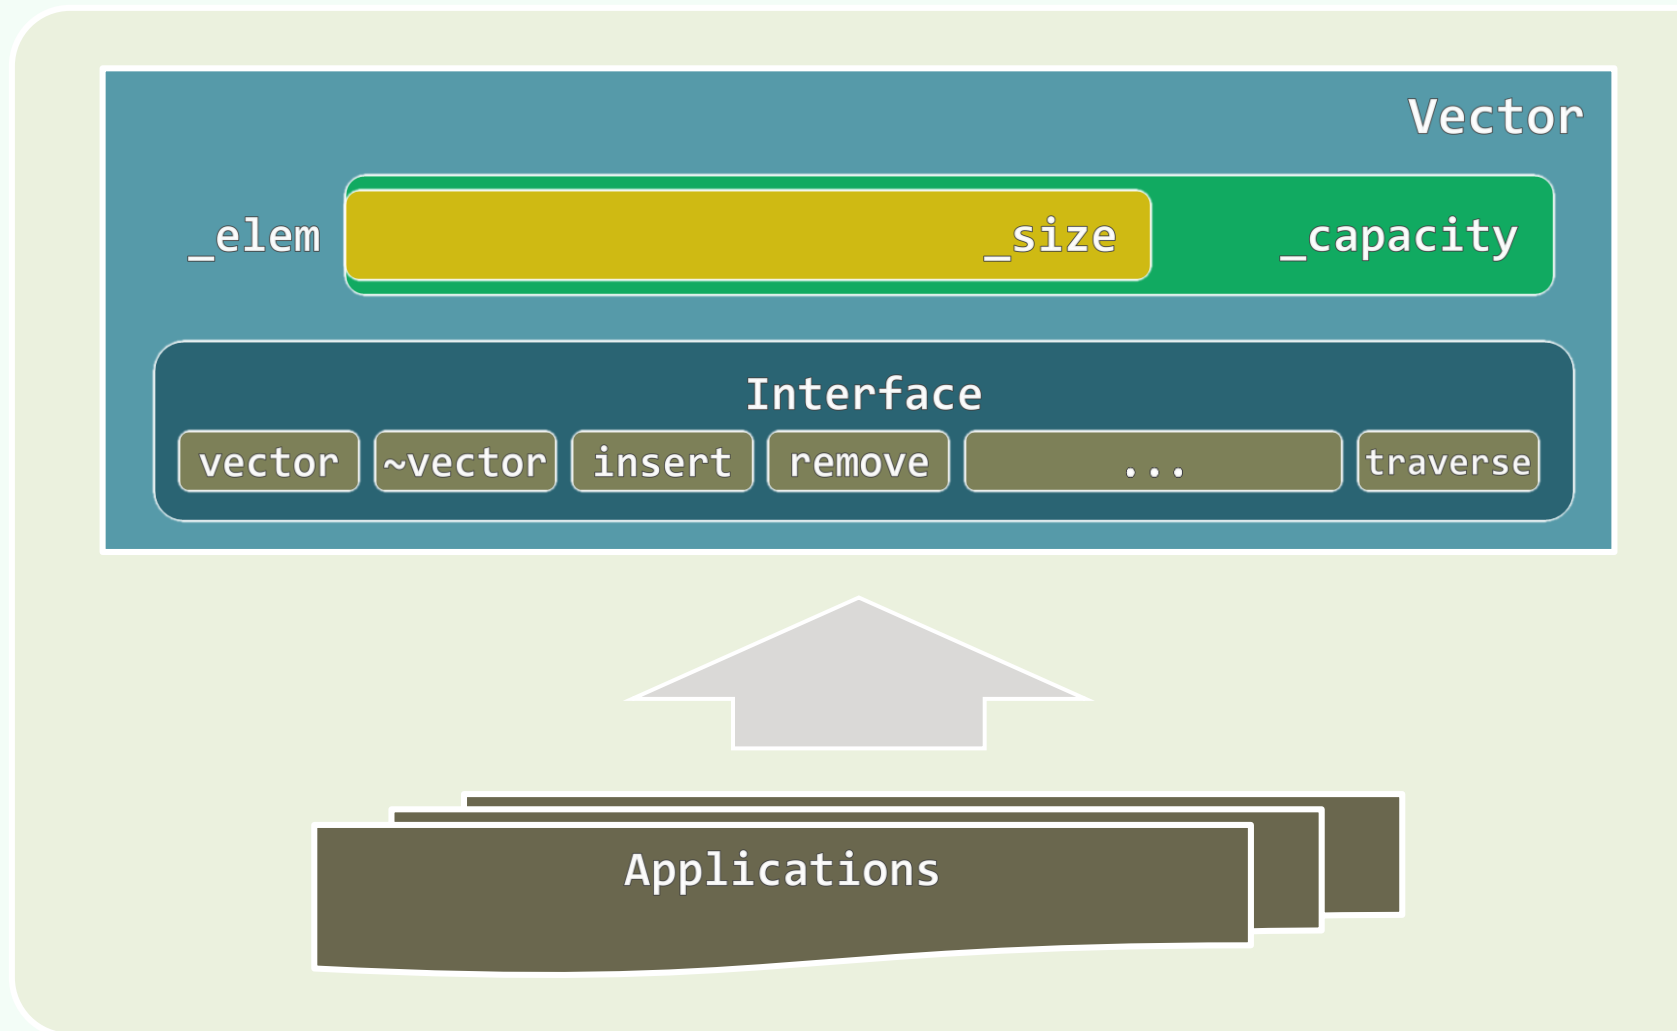 Vector
_elem _size _capacity
Interface
vector ~vector insert remove ... traverse
Applications